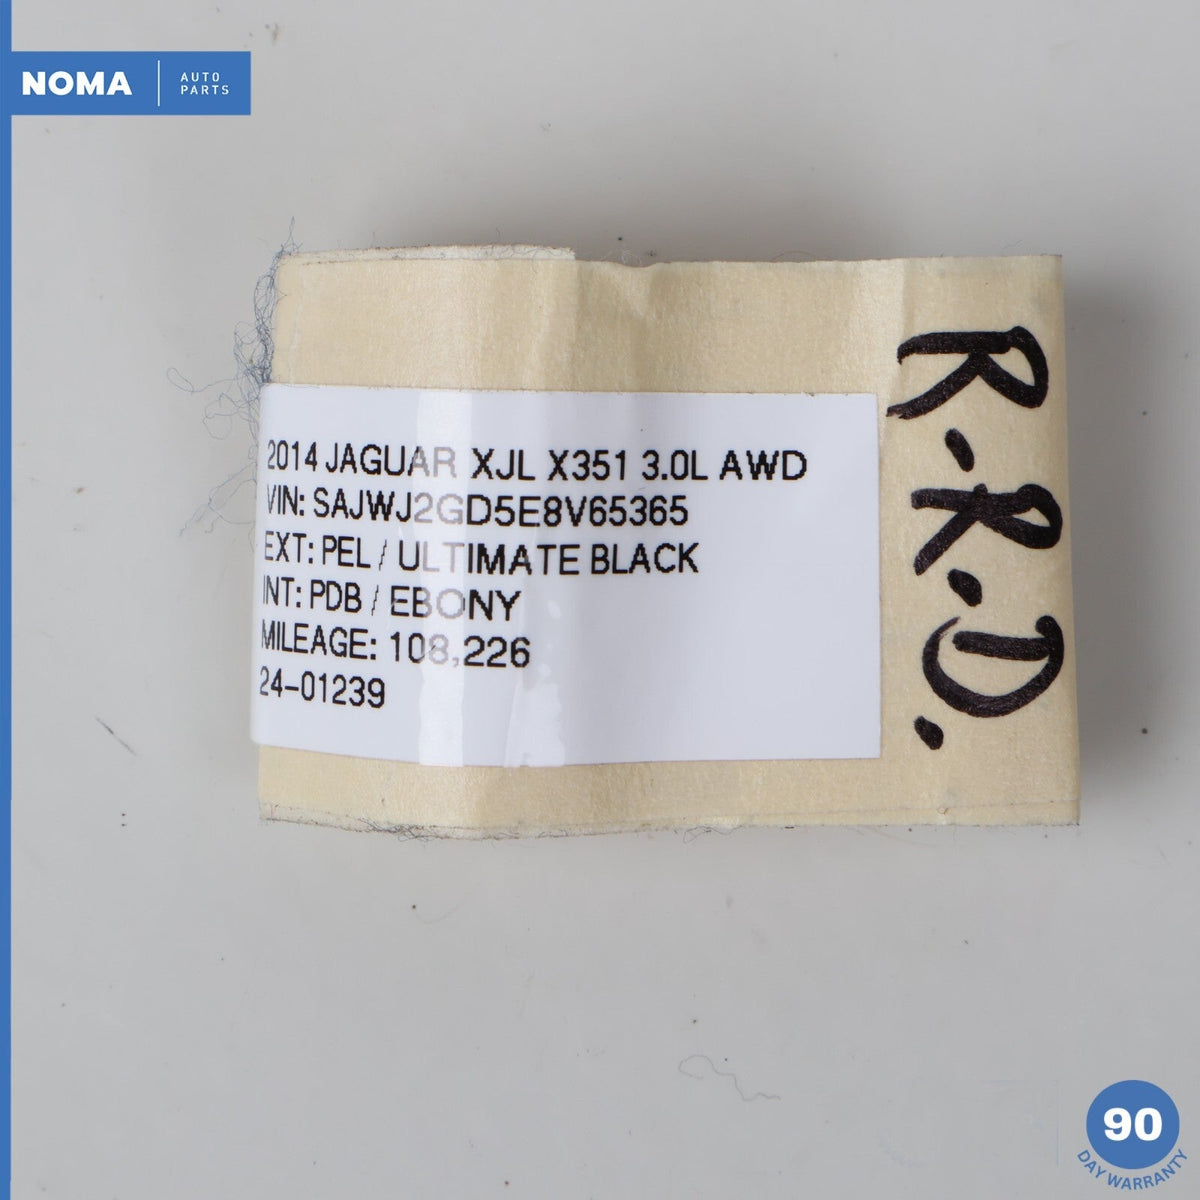 NOMA
AUTO
PARTS
2014 JAGUAR XJL X351 3.0L AWD
VIN: SAJWJ2GD5E8V65365
EXT: PEL / ULTIMATE BLACK
INT: PDB / EBONY
MILEAGE: 108,226
24-01239
R.R.D.
90
DAY WARRANTY